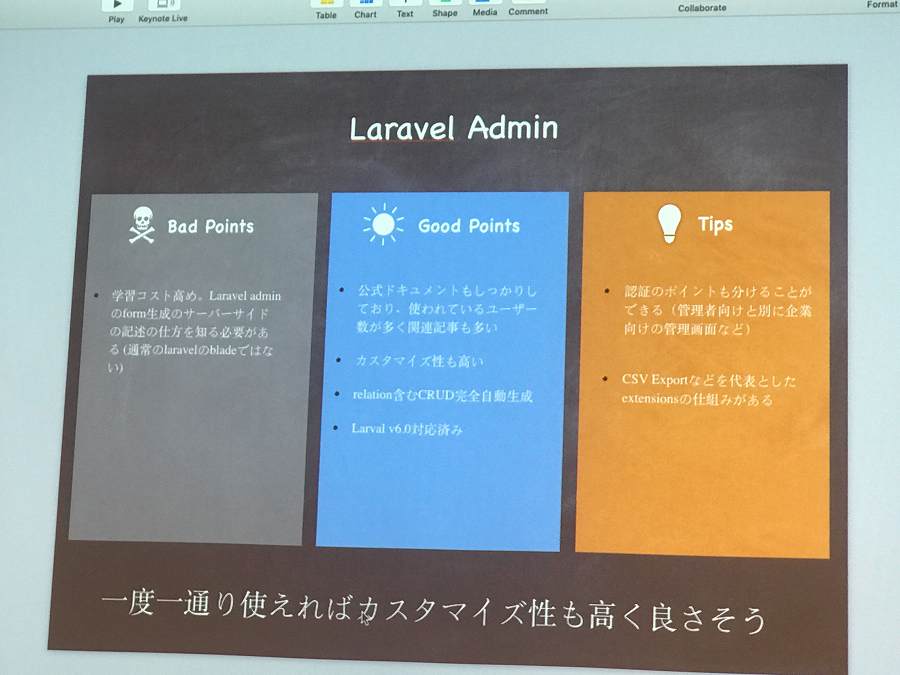 Play
Keynote Live
Table
Chart
Text
Shape
Media
Comment
Collaborate
Format
Laravel Admin
Bad Points
学習コスト高め。Laravel admin
のform生成のサーバーサイド
の記述の仕方を知る必要があ
る (通常のlaravelのbladeではな
い)
Good Points
公式ドキュメントもしっかりし
ており、使われているユーザー
数が多く関連記事も多い
カスタマイズ性も高い
relation含むCRUD完全自動生成
Larval v6.0対応済み
Tips
認証のポイントも分けることが
できる（管理者向けと別に企業
向けの管理画面など）
CSV Exportなどを代表とした
extensionsの仕組みがある
一度一通り使えればカスタマイズ性も高く良さそう